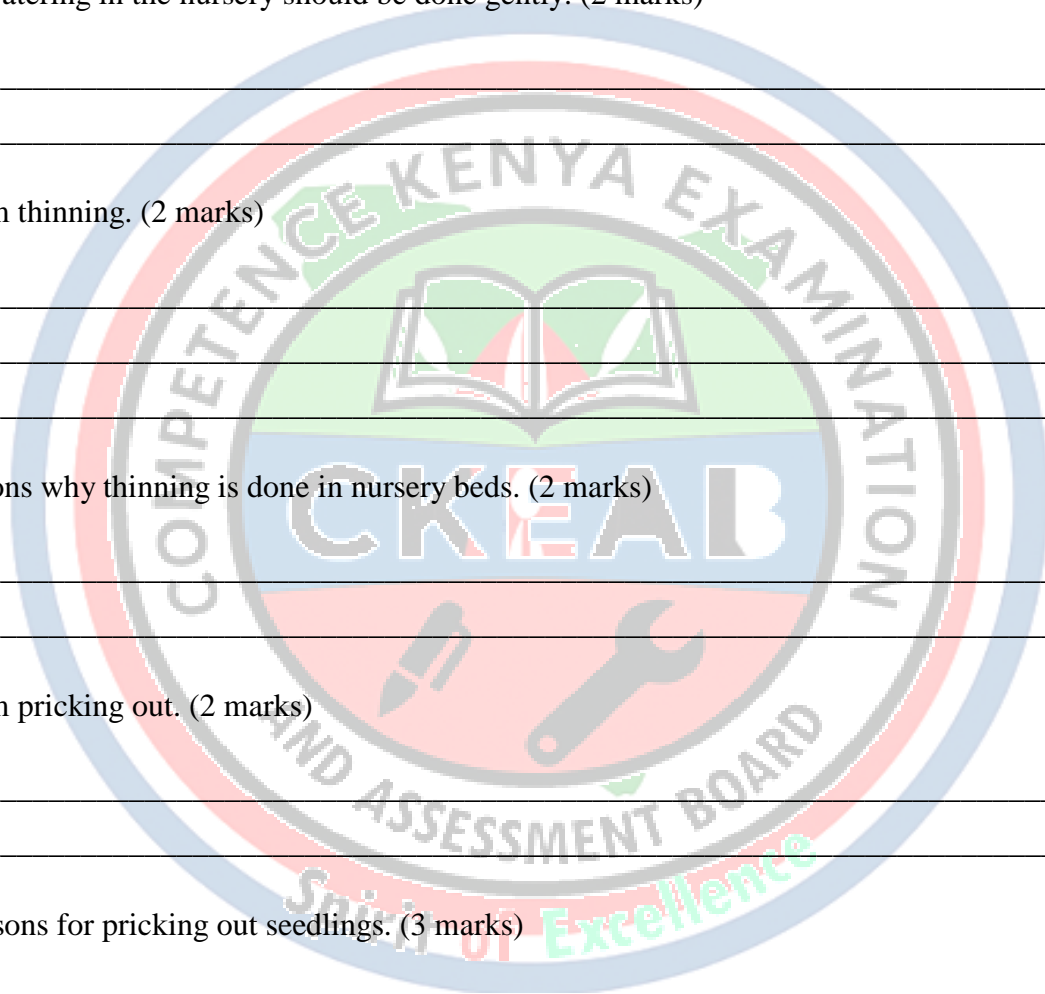 atering in the nursery should be done gently. (2 marks)
n thinning. (2 marks)
ons why thinning is done in nursery beds. (2 marks)
n pricking out. (2 marks)
sons for pricking out seedlings. (3 marks)
COMPETENCE KENYA EXAMINATION
CKEAB
AND ASSESSMENT BOARD
Spirit of Excellence